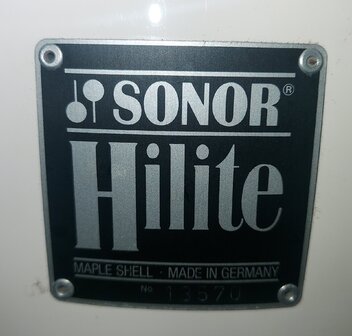 SONOR®
Hilite
MAPLE SHELL · MADE IN GERMANY
No 13570